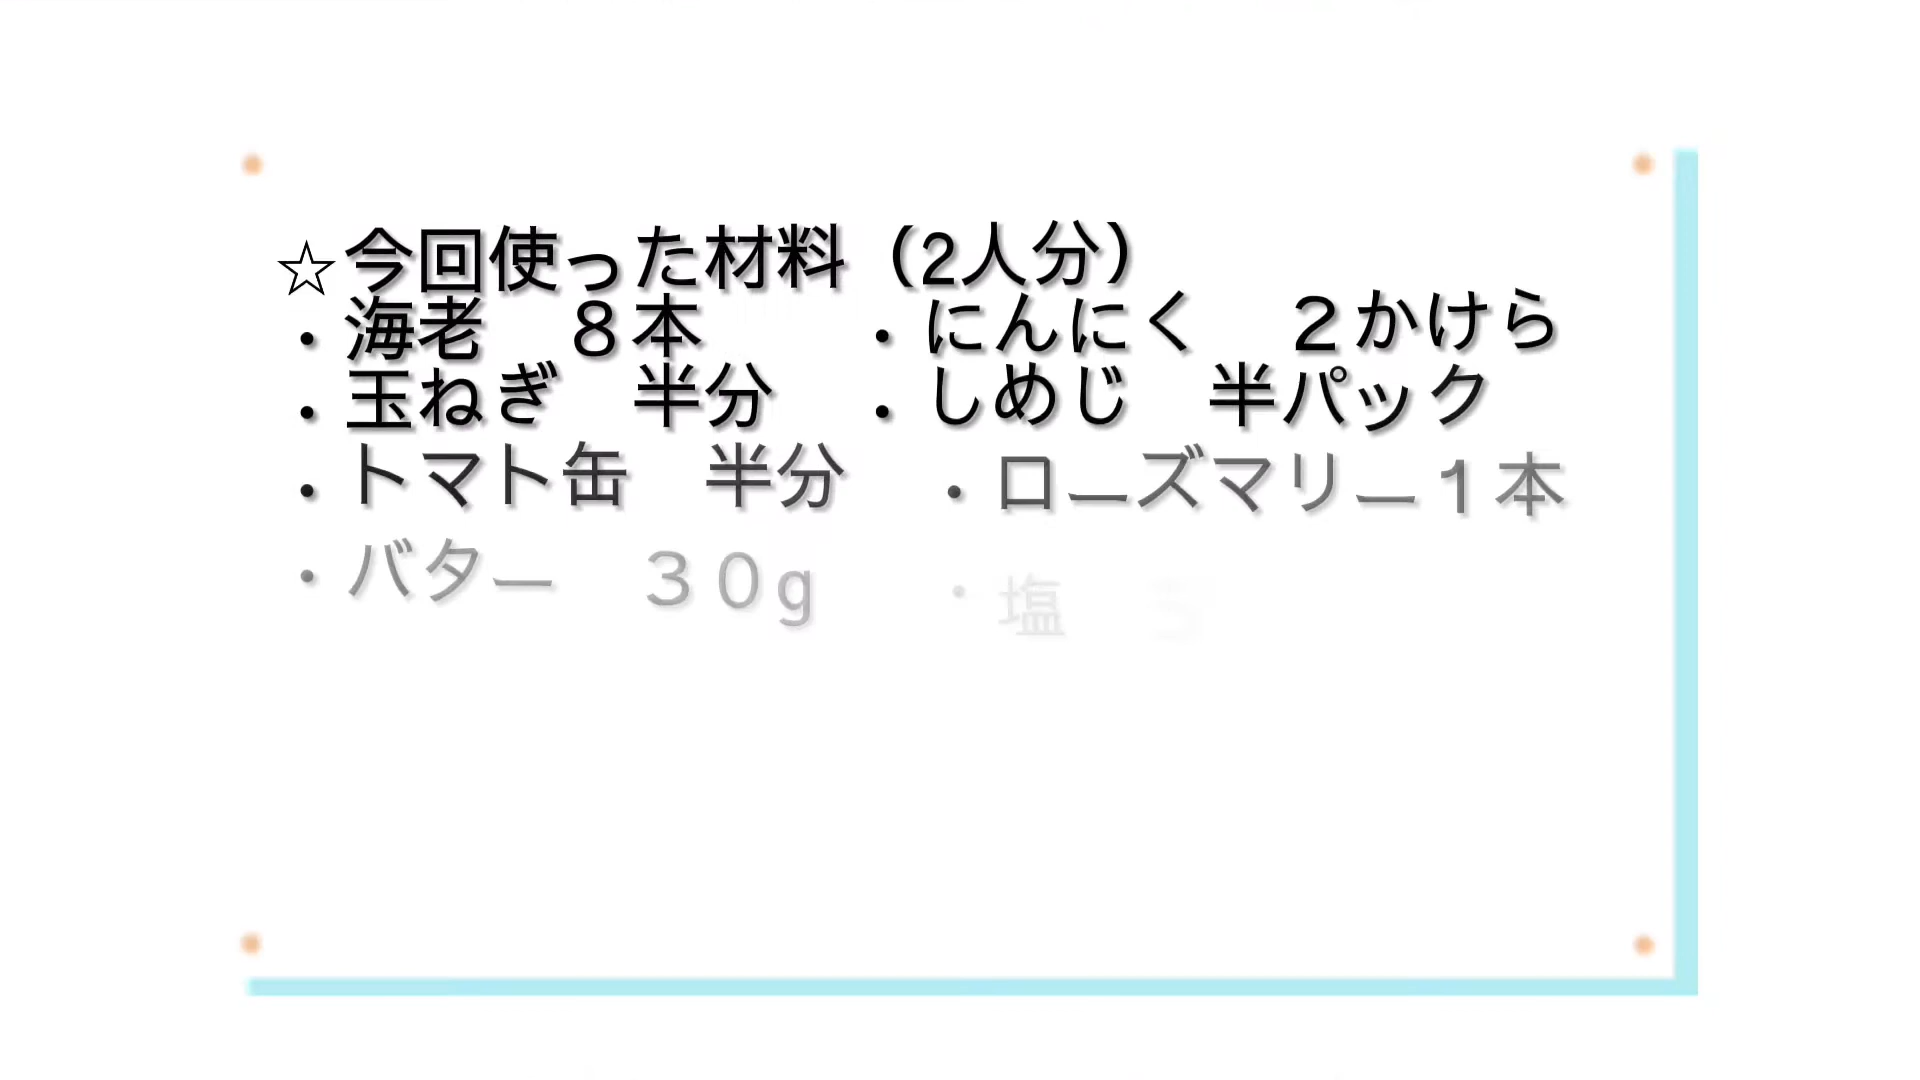 ☆今回使った材料（2人分）
・海老　８本　　・にんにく　２かけら
・玉ねぎ　半分　・しめじ　半パック
・トマト缶　半分　・ローズマリー１本
・バター　３０g　・塩